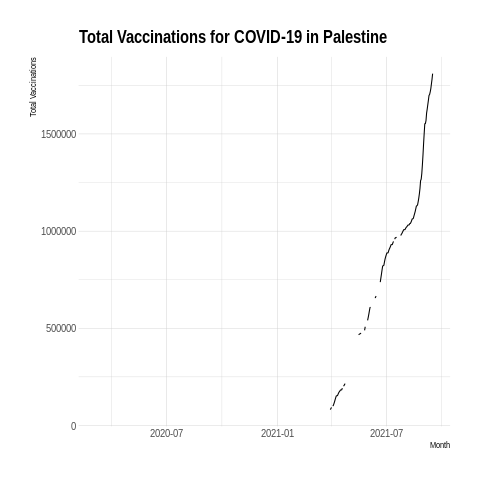 Total Vaccinations for COVID-19 in Palestine
Total Vaccinations
1500000
1000000
500000
0
2020-07 2021-01 2021-07
Month